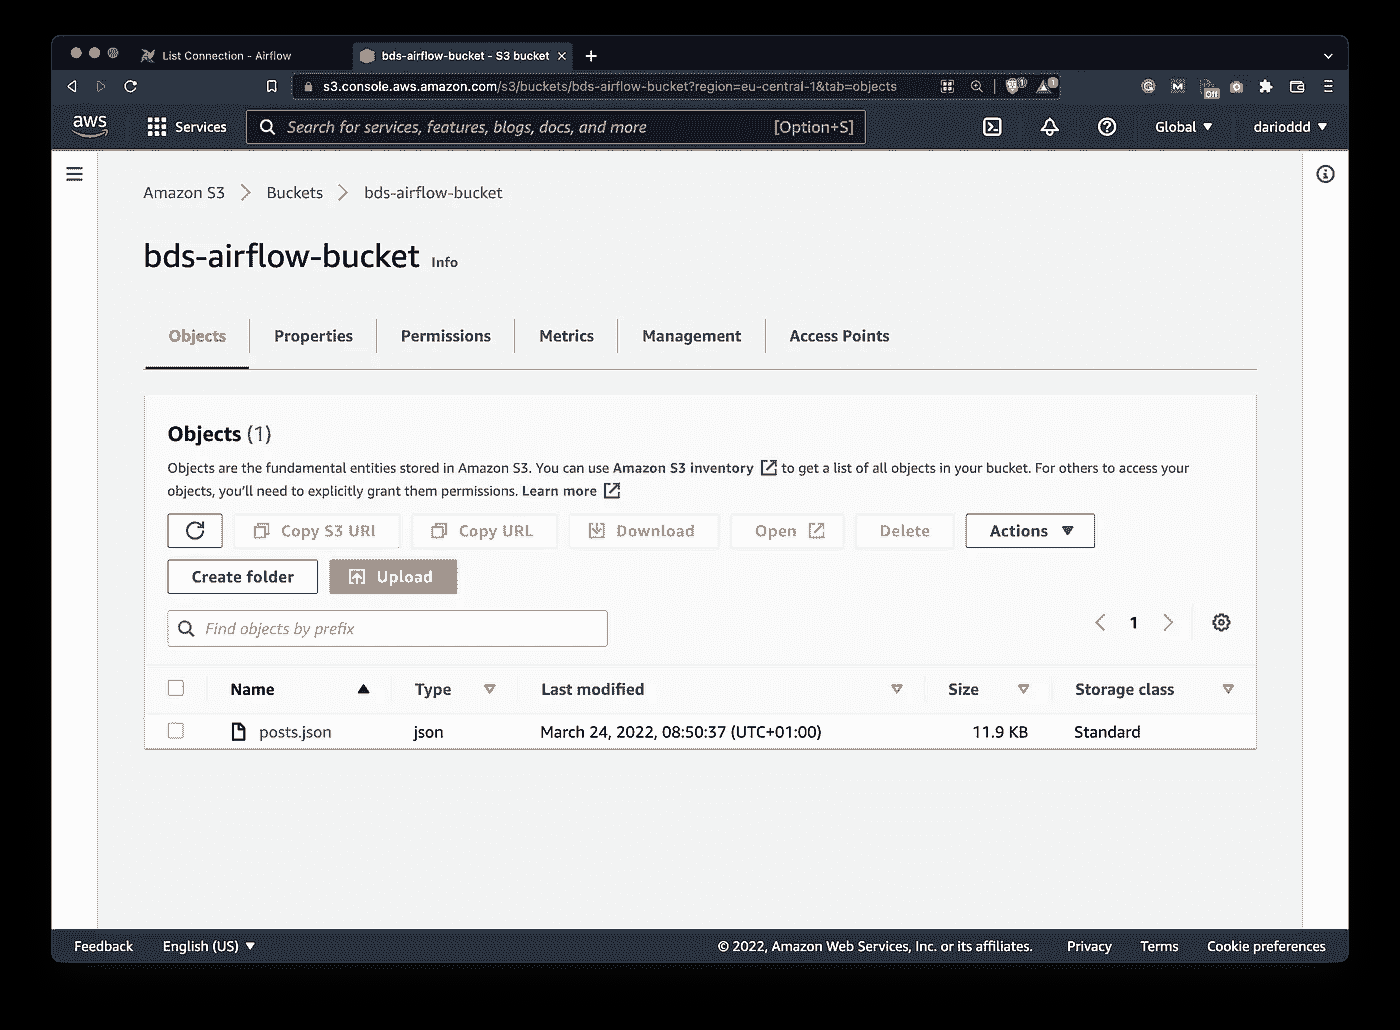 List Connection - Airflow
bds-airflow-bucket - S3 bucket
s3.console.aws.amazon.com/s3/buckets/bds-airflow-bucket?region=eu-central-1&tab=objects
1
1
M
Off
aws
Services
Search for services, features, blogs, docs, and more
[Option+S]
Global
darioddd
Amazon S3 > Buckets > bds-airflow-bucket
bds-airflow-bucket Info
Objects
Properties
Permissions
Metrics
Management
Access Points
Objects (1)
Objects are the fundamental entities stored in Amazon S3. You can use Amazon S3 inventory to get a list of all objects in your bucket. For others to access your
objects, you'll need to explicitly grant them permissions. Learn more
Copy S3 URI
Copy URL
Download
Open
Delete
Actions
Create folder
Upload
Find objects by prefix
1
Name Type Last modified Size Storage class
posts.json json March 24, 2022, 08:50:37 (UTC+01:00) 11.9 KB Standard
Feedback English (US) © 2022, Amazon Web Services, Inc. or its affiliates. Privacy Terms Cookie preferences